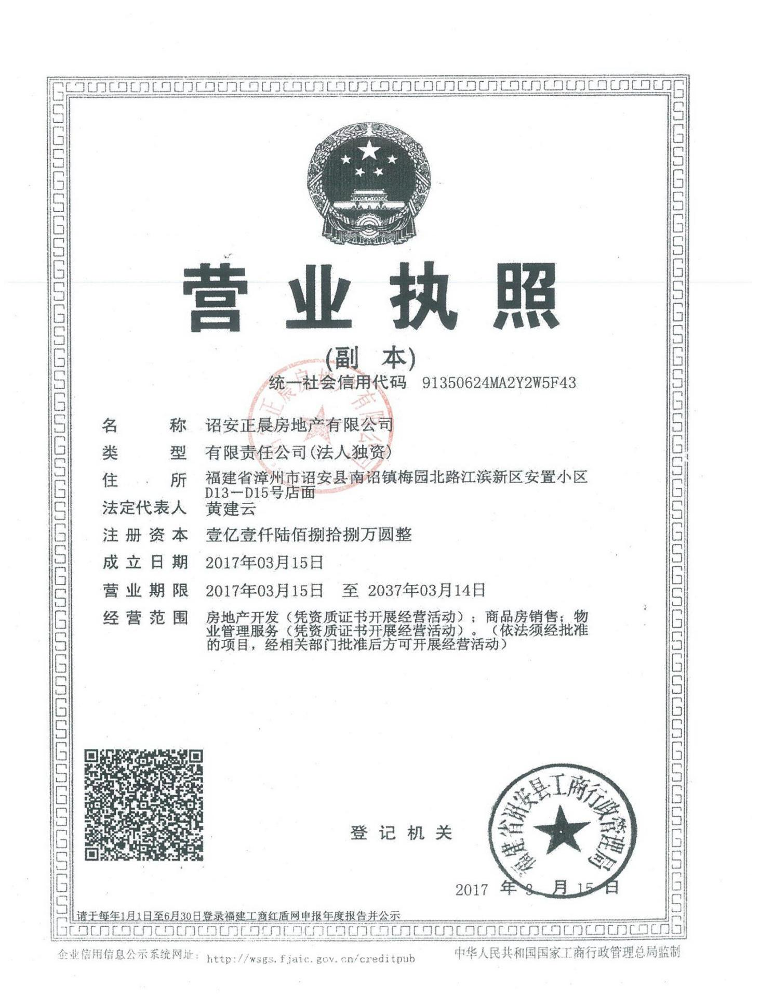 营业执照
(副 本)
统一社会信用代码 91350624MA2Y2W5F43
名 称 诏安正晨房地产有限公司
类 型 有限责任公司(法人独资)
住 所 福建省漳州市诏安县南诏镇梅园北路江滨新区安置小区
D13-D15号店面
法定代表人 黄建云
注册资本 壹亿壹仟陆佰捌拾捌万圆整
成立日期 2017年03月15日
营业期限 2017年03月15日 至 2037年03月14日
经营范围 房地产开发（凭资质证书开展经营活动）；商品房销售；物
业管理服务（凭资质证书开展经营活动）。（依法须经批准
的项目，经相关部门批准后方可开展经营活动）
福建省诏安县工商行政管理局
登记机关
2017 年 3 月 15 日
请于每年1月1日至6月30日登录福建工商红盾网申报年度报告并公示
企业信用信息公示系统网址： http://wsgs.fjaic.gov.cn/creditpub
中华人民共和国国家工商行政管理总局监制